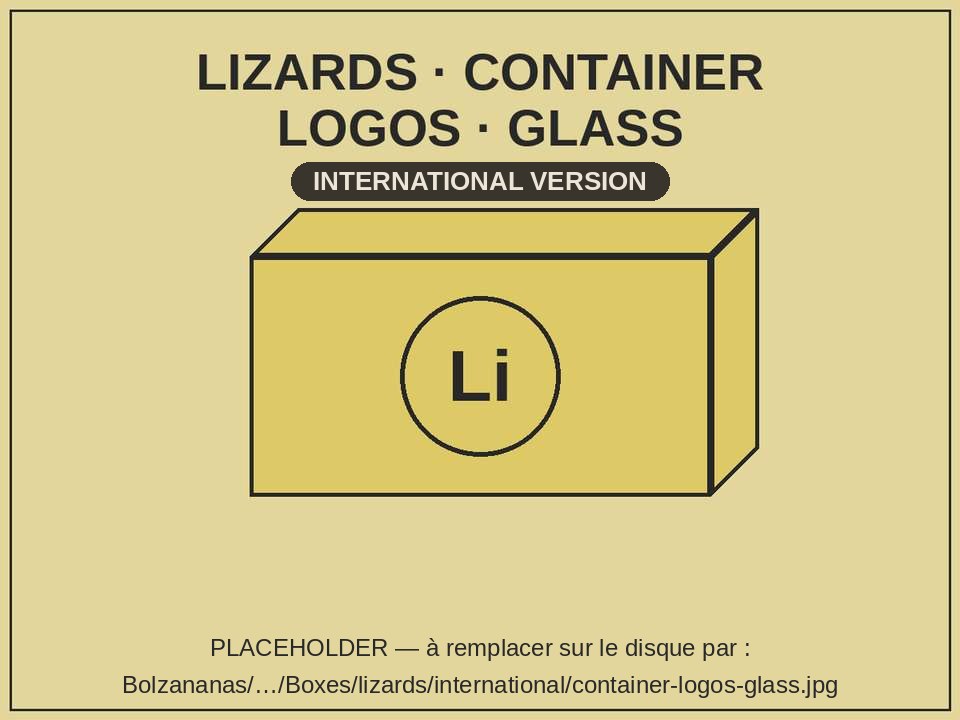 LIZARDS · CONTAINER
LOGOS · GLASS
INTERNATIONAL VERSION
Li
PLACEHOLDER — à remplacer sur le disque par :
Bolzananas/…/Boxes/lizards/international/container-logos-glass.jpg